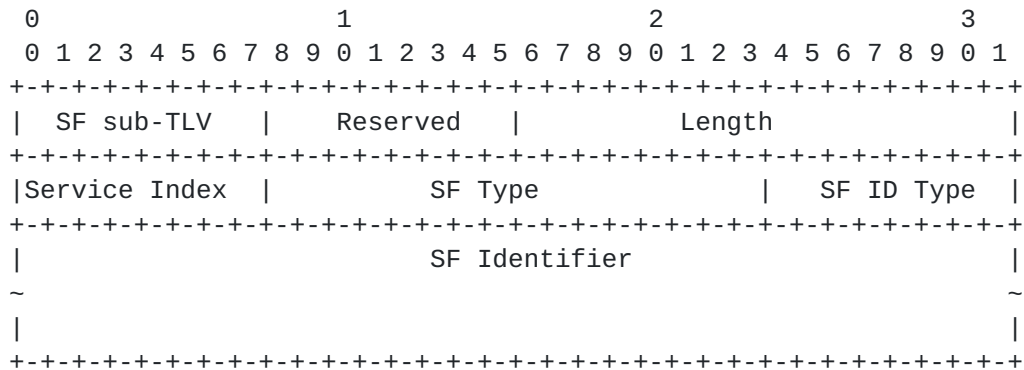 0                   1                   2                   3
 0 1 2 3 4 5 6 7 8 9 0 1 2 3 4 5 6 7 8 9 0 1 2 3 4 5 6 7 8 9 0 1
+-+-+-+-+-+-+-+-+-+-+-+-+-+-+-+-+-+-+-+-+-+-+-+-+-+-+-+-+-+-+-+-+
|  SF sub-TLV   |    Reserved   |          Length               |
+-+-+-+-+-+-+-+-+-+-+-+-+-+-+-+-+-+-+-+-+-+-+-+-+-+-+-+-+-+-+-+-+
|Service Index  |          SF Type              |   SF ID Type  |
+-+-+-+-+-+-+-+-+-+-+-+-+-+-+-+-+-+-+-+-+-+-+-+-+-+-+-+-+-+-+-+-+
|                          SF Identifier                        |
~                                                               ~
|                                                               |
+-+-+-+-+-+-+-+-+-+-+-+-+-+-+-+-+-+-+-+-+-+-+-+-+-+-+-+-+-+-+-+-+